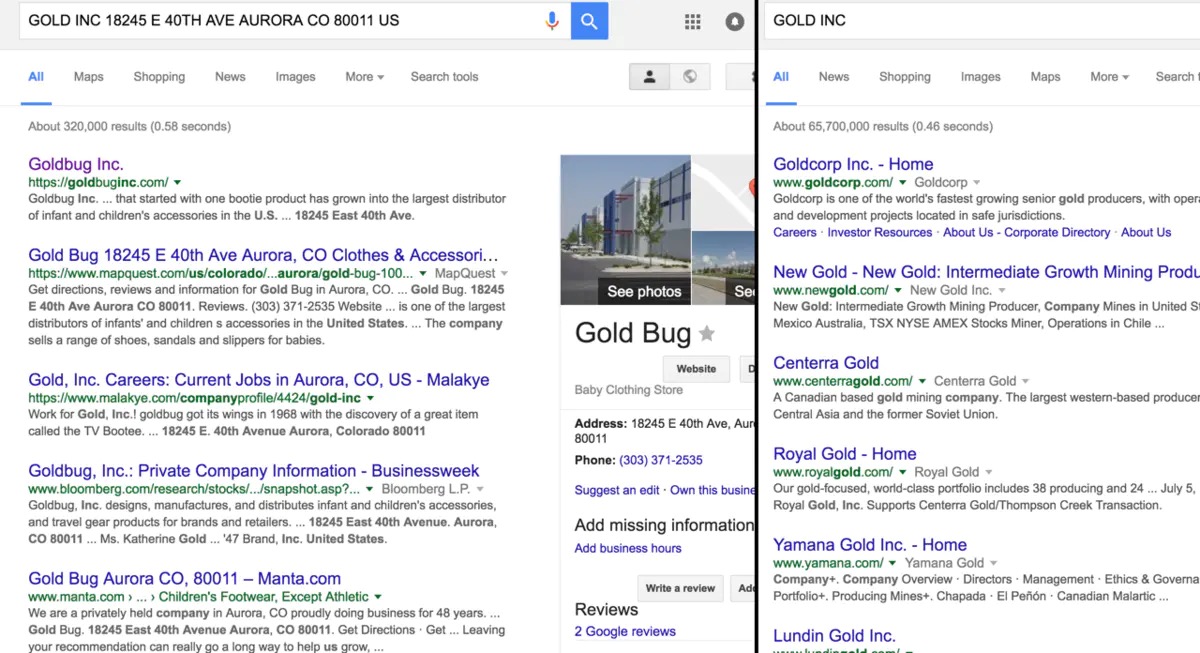 GOLD INC 18245 E 40TH AVE AURORA CO 80011 US
All Maps Shopping News Images More Search tools
About 320,000 results (0.58 seconds)
Goldbug Inc.
https://goldbuginc.com/
Goldbug Inc. ... that started with one bootie product has grown into the largest distributor
of infant and children's accessories in the U.S. ... 18245 East 40th Ave.
Gold Bug 18245 E 40th Ave Aurora, CO Clothes & Accessori...
https://www.mapquest.com/us/colorado/...aurora/gold-bug-100... MapQuest
Get directions, reviews and information for Gold Bug in Aurora, CO. ... Gold Bug. 18245
E 40th Ave Aurora CO 80011. Reviews. (303) 371-2535 Website ... is one of the largest
distributors of infants' and children s accessories in the United States. ... The company
sells a range of shoes, sandals and slippers for babies.
Gold, Inc. Careers: Current Jobs in Aurora, CO, US - Malakye
https://www.malakye.com/companyprofile/4424/gold-inc
Work for Gold, Inc.! goldbug got its wings in 1968 with the discovery of a great item
called the TV Bootee. ... 18245 E. 40th Avenue Aurora, Colorado 80011
Goldbug, Inc.: Private Company Information - Businessweek
www.bloomberg.com/research/stocks/.../snapshot.asp?... Bloomberg L.P.
Goldbug, Inc. designs, manufactures, and distributes infant and children's accessories,
and travel gear products for brands and retailers. ... 18245 East 40th Avenue. Aurora,
CO 80011 ... Ms. Katherine Gold ... '47 Brand, Inc. United States.
Gold Bug Aurora CO, 80011 – Manta.com
www.manta.com › ... › Children's Footwear, Except Athletic
We are a privately held company in Aurora, CO proudly doing business for 48 years. ...
Gold Bug. 18245 East 40th Avenue Aurora, CO 80011. Get Directions · Get ... Leaving
your recommendation can really go a long way to help us grow, ...
See photos
See
Gold Bug
Website
D
Baby Clothing Store
Address: 18245 E 40th Ave, Aur
80011
Phone: (303) 371-2535
Suggest an edit · Own this busine
Add missing information
Add business hours
Write a review
Ad
Reviews
2 Google reviews
GOLD INC
All News Shopping Images Maps More Search
About 65,700,000 results (0.46 seconds)
Goldcorp Inc. - Home
www.goldcorp.com/ Goldcorp
Goldcorp is one of the world's fastest growing senior gold producers, with opera
and development projects located in safe jurisdictions.
Careers · Investor Resources · About Us - Corporate Directory · About Us
New Gold - New Gold: Intermediate Growth Mining Produ
www.newgold.com/ New Gold Inc.
New Gold: Intermediate Growth Mining Producer, Company Mines in United S
Mexico Australia, TSX NYSE AMEX Stocks Miner, Operations in Chile ...
Centerra Gold
www.centerragold.com/ Centerra Gold
A Canadian based gold mining company. The largest western-based producer
Central Asia and the former Soviet Union.
Royal Gold - Home
www.royalgold.com/ Royal Gold
Our gold-focused, world-class portfolio includes 38 producing and 24 ... July 5,
Royal Gold, Inc. Supports Centerra Gold/Thompson Creek Transaction.
Yamana Gold Inc. - Home
www.yamana.com/ Yamana Gold
Company+. Company Overview · Directors · Management · Ethics & Governa
Portfolio+. Producing Mines+. Chapada · El Peñón · Canadian Malartic ...
Lundin Gold Inc.